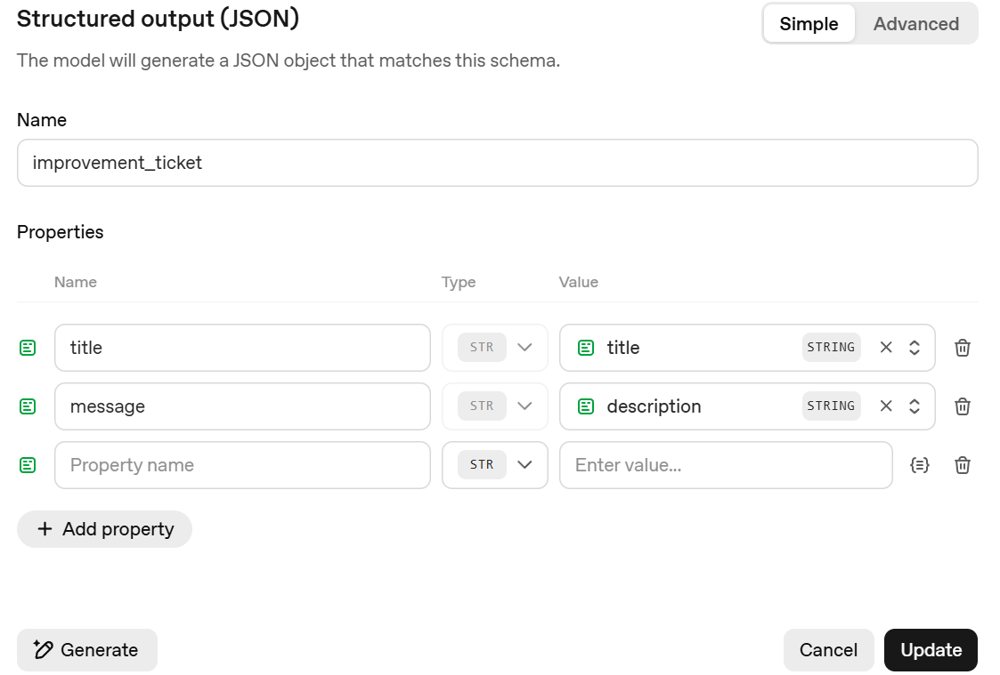 Structured output (JSON)
Simple
Advanced
The model will generate a JSON object that matches this schema.
Name
improvement_ticket
Properties
Name Type Value
title STR title STRING
message STR description STRING
Property name STR Enter value...
Add property
Generate
Cancel
Update